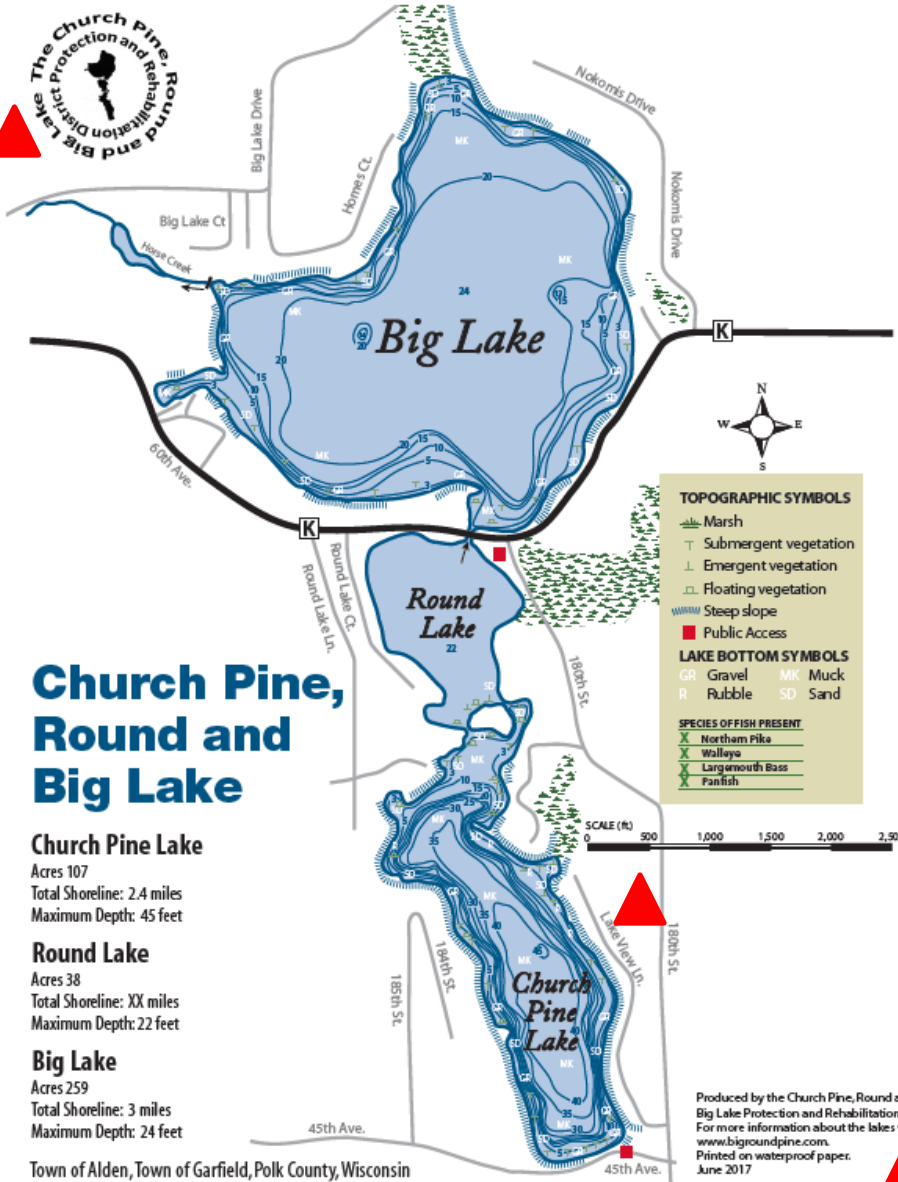 The Church Pine, Round and Big Lake
Protection and Rehabilitation District
Big Lake Drive
Homes Ct.
Nokomis Drive
Nokomis Drive
Big Lake Ct
Horse Creek
Big Lake
K
K
60th Ave.
N
W E
S
Round Lake Ln.
Round Lake Ct.
Round
Lake
22
180th St.
TOPOGRAPHIC SYMBOLS
Marsh
Submergent vegetation
Emergent vegetation
Floating vegetation
Steep slope
Public Access
LAKE BOTTOM SYMBOLS
GR Gravel MK Muck
R Rubble SD Sand
SPECIES OF FISH PRESENT
X Northern Pike
X Walleye
X Largemouth Bass
X Panfish
SCALE (ft)
0 500 1,000 1,500 2,000 2,50
Church Pine,
Round and
Big Lake
Church Pine Lake
Acres 107
Total Shoreline: 2.4 miles
Maximum Depth: 45 feet
Round Lake
Acres 38
Total Shoreline: XX miles
Maximum Depth: 22 feet
Big Lake
Acres 259
Total Shoreline: 3 miles
Maximum Depth: 24 feet
Town of Alden, Town of Garfield, Polk County, Wisconsin
184th St.
185th St.
Lake View Ln.
180th St.
Church
Pine
Lake
45th Ave.
45th Ave.
Produced by the Church Pine, Round a
Big Lake Protection and Rehabilitation
For more information about the lakes
www.bigroundpine.com.
Printed on waterproof paper.
June 2017